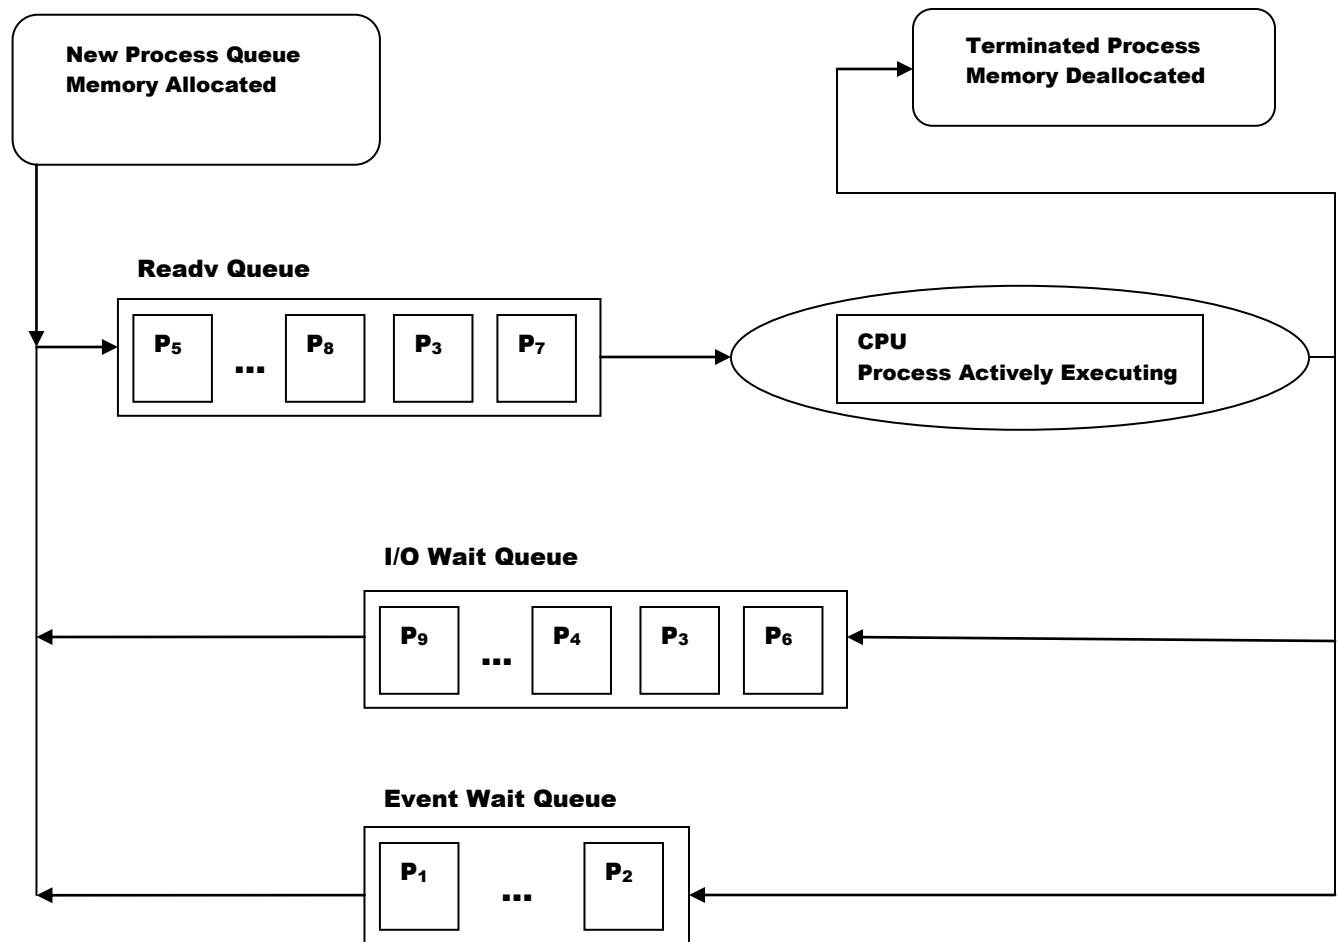 New Process Queue
Memory Allocated
Terminated Process
Memory Deallocated
Readv Queue
P5 ... P8 P3 P7
CPU
Process Actively Executing
I/O Wait Queue
P9 ... P4 P3 P6
Event Wait Queue
P1 ... P2